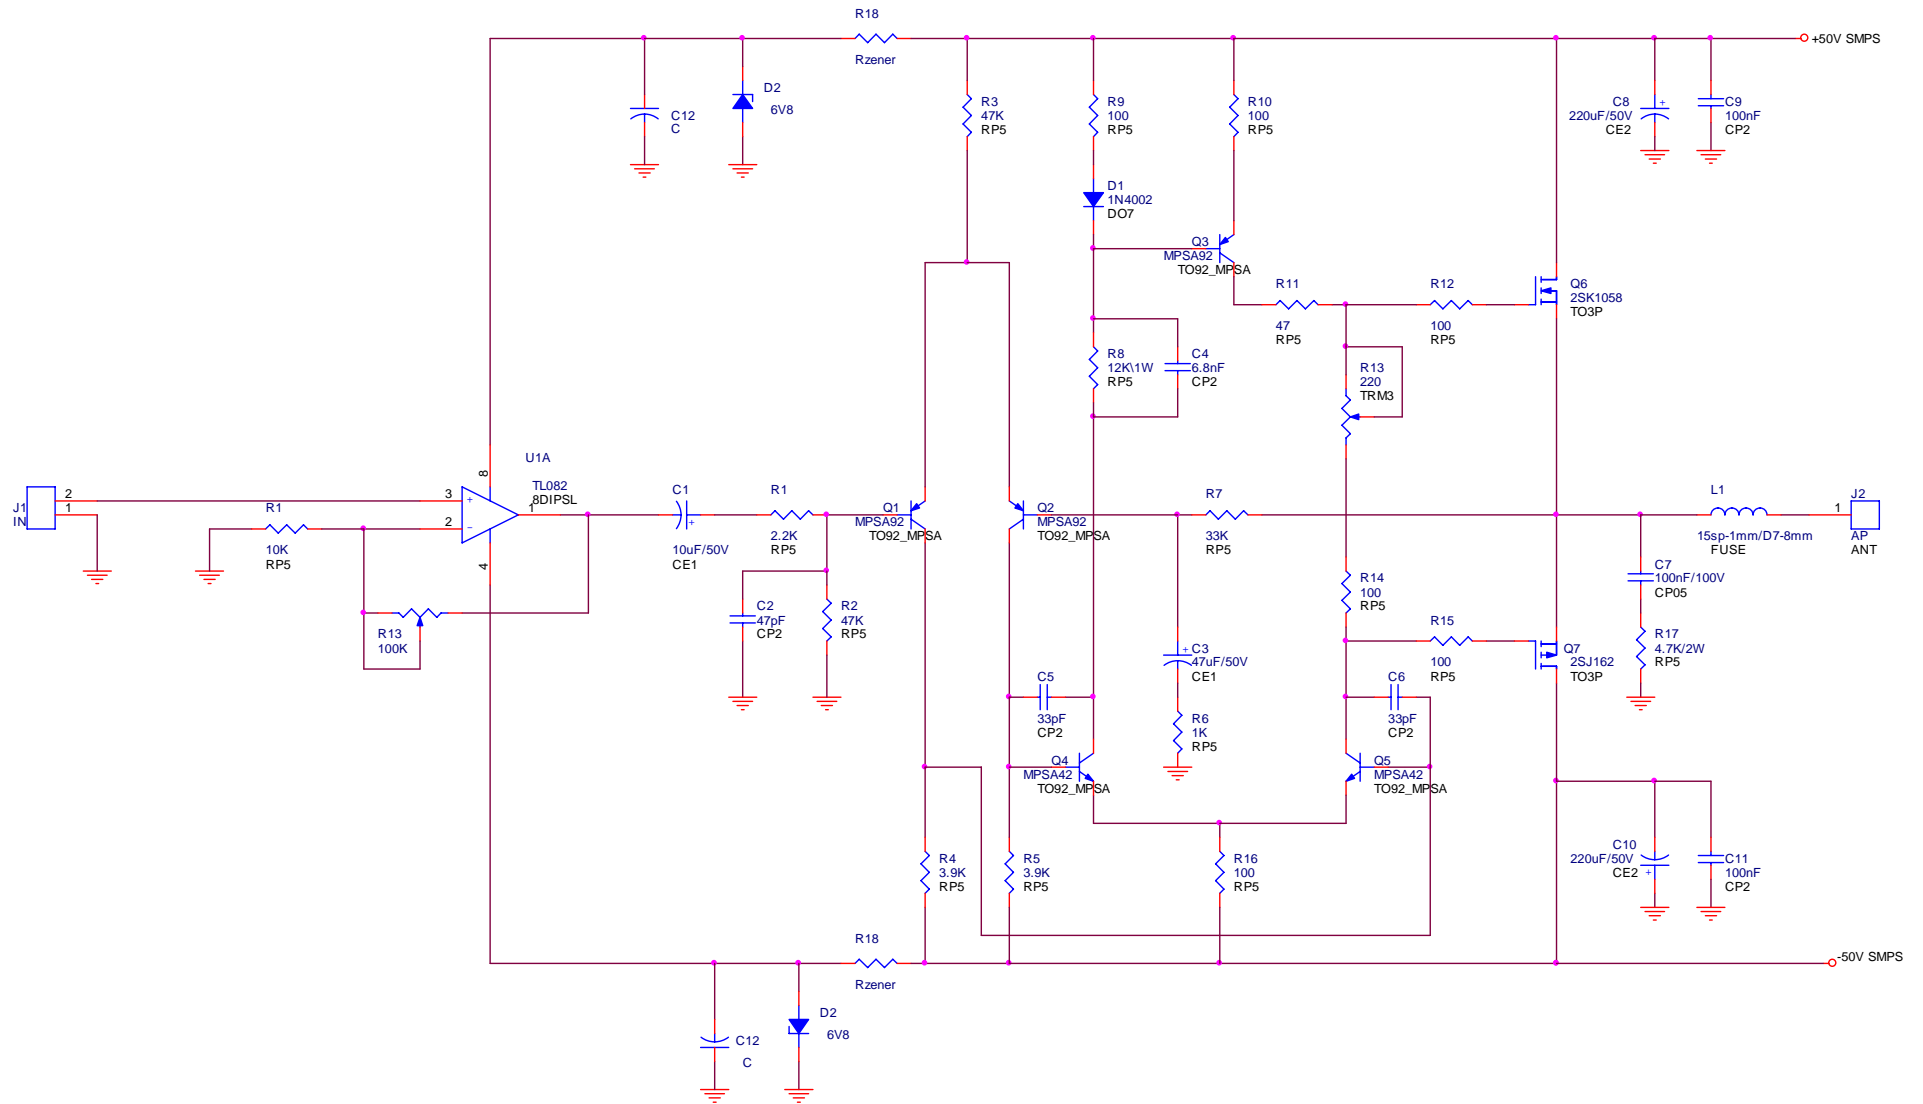 R18
Rzener
+50V SMPS
C12
C
D2
6V8
R3
47K
RP5
R9
100
RP5
R10
100
RP5
C8
220uF/50V
CE2
+
C9
100nF
CP2
D1
1N4002
DO7
Q3
MPSA92
TO92_MPSA
R11
47
RP5
R12
100
RP5
Q6
2SK1058
TO3P
R8
12K\1W
RP5
C4
6.8nF
CP2
R13
220
TRM3
J1
IN
2
1
R1
10K
RP5
U1A
TL082
8DIPSL
8
3
+
2
-
1
4
R13
100K
C1
+
10uF/50V
CE1
R1
2.2K
RP5
Q1
MPSA92
TO92_MPSA
Q2
MPSA92
TO92_MPSA
R7
33K
RP5
L1
15sp-1mm/D7-8mm
FUSE
J2
1
AP
ANT
C2
47pF
CP2
R2
47K
RP5
R14
100
RP5
C7
100nF/100V
CP05
R15
100
RP5
Q7
2SJ162
TO3P
R17
4.7K/2W
RP5
+
C3
47uF/50V
CE1
C5
33pF
CP2
R6
1K
RP5
C6
33pF
CP2
Q4
MPSA42
TO92_MPSA
Q5
MPSA42
TO92_MPSA
R4
3.9K
RP5
R5
3.9K
RP5
R16
100
RP5
C10
220uF/50V
CE2
+
C11
100nF
CP2
R18
Rzener
-50V SMPS
C12
C
D2
6V8